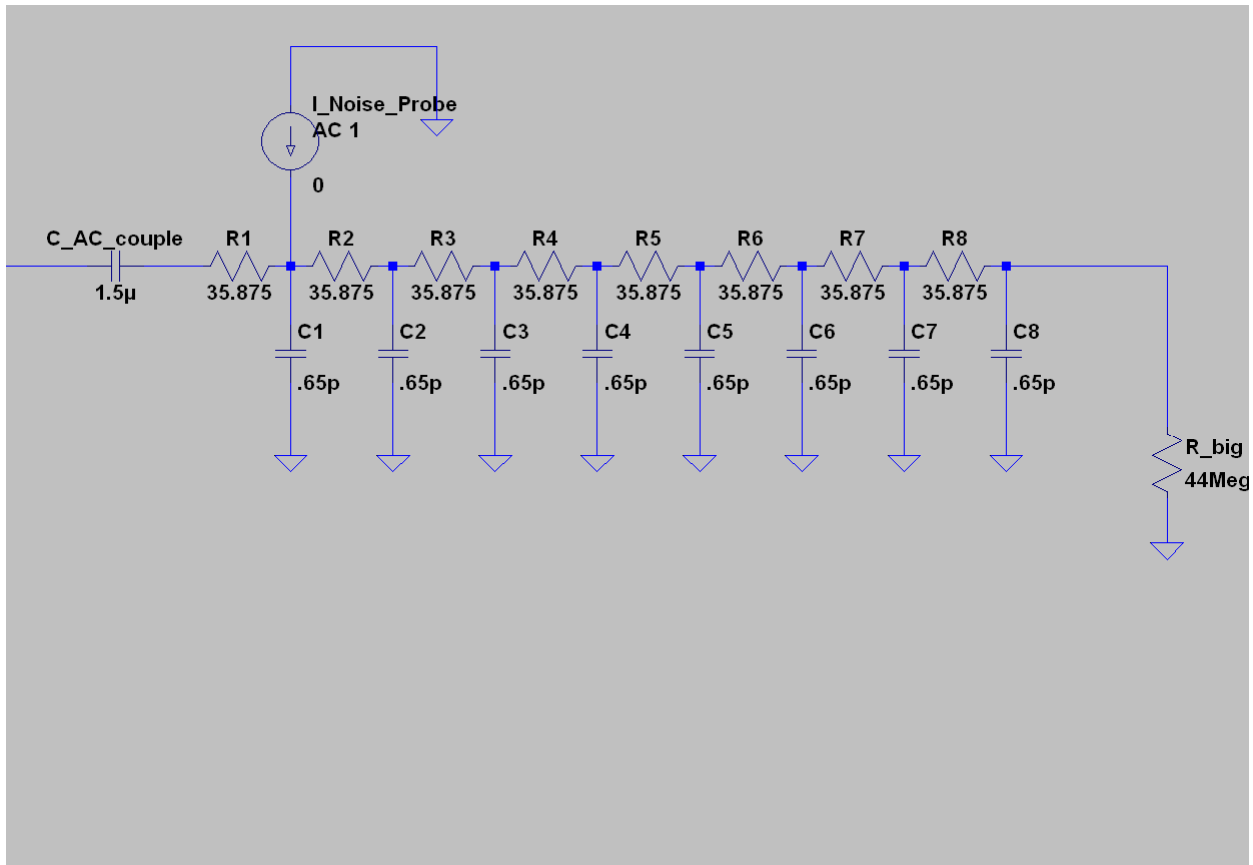 I_Noise_Probe
AC 1
0
C_AC_couple
R1
R2
R3
R4
R5
R6
R7
R8
1.5µ
35.875
35.875
35.875
35.875
35.875
35.875
35.875
35.875
C1
C2
C3
C4
C5
C6
C7
C8
.65p
.65p
.65p
.65p
.65p
.65p
.65p
.65p
R_big
44Meg